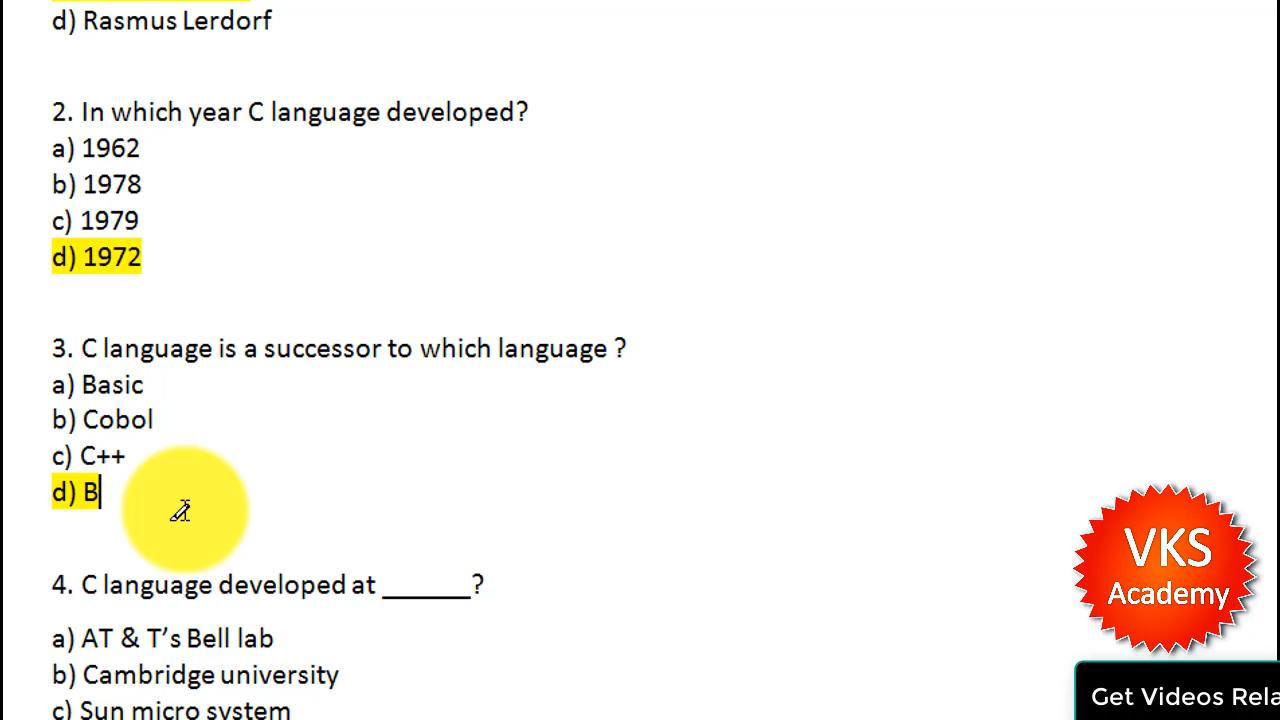 d) Rasmus Lerdorf
2. In which year C language developed?
a) 1962
b) 1978
c) 1979
d) 1972
3. C language is a successor to which language ?
a) Basic
b) Cobol
c) C++
d) B
4. C language developed at ______?
a) AT & T’s Bell lab
b) Cambridge university
c) Sun micro system
VKS
Academy
Get Videos Rela